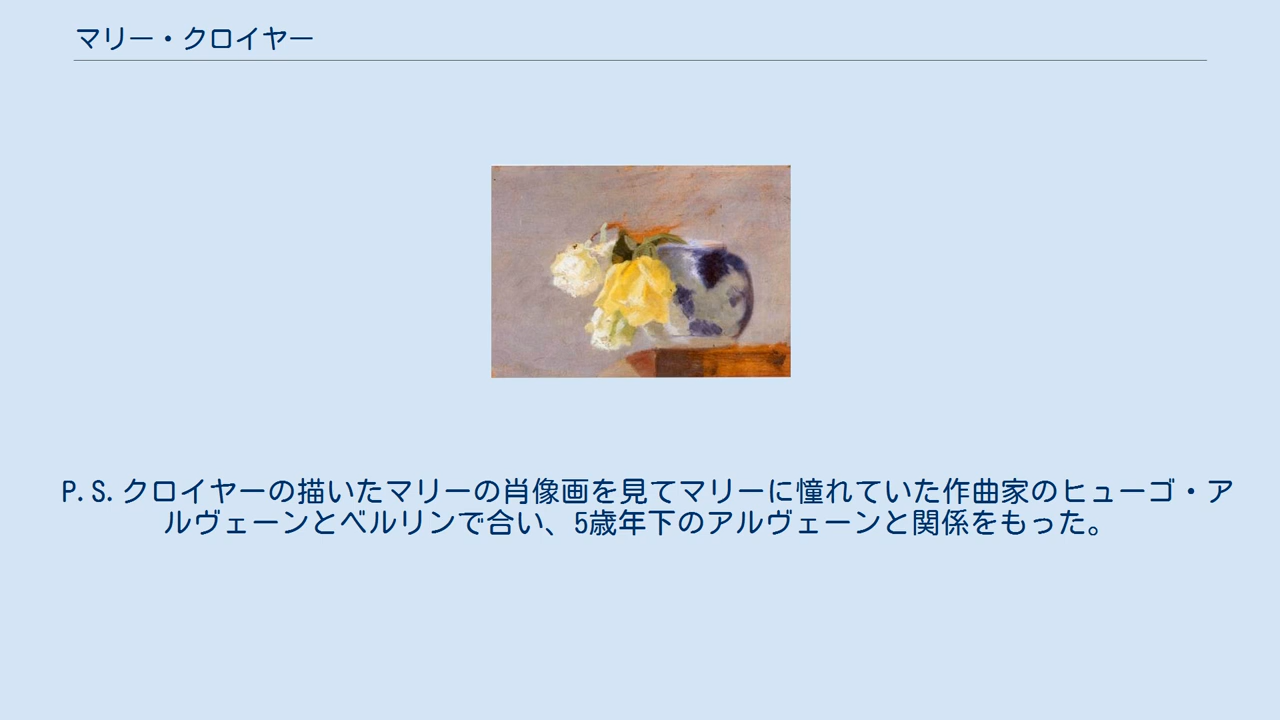 マリー・クロイヤー
P.S.クロイヤーの描いたマリーの肖像画を見てマリーに憧れていた作曲家のヒューゴ・ア
ルヴェーンとベルリンで合い、5歳年下のアルヴェーンと関係をもった。